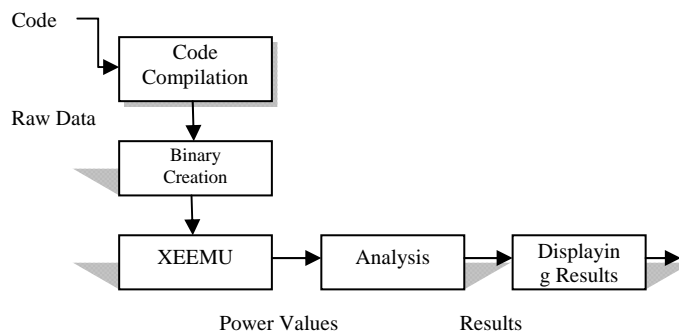 Code
Code
Compilation
Raw Data
Binary
Creation
XEEMU
Analysis
Displayin
g Results
Power Values
Results